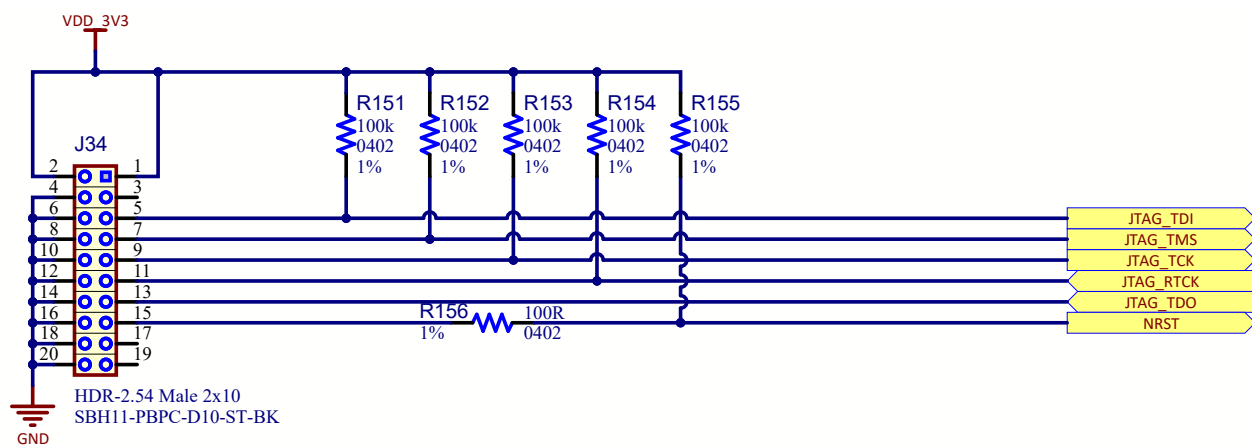 VDD_3V3
R151
100k
0402
1%
R152
100k
0402
1%
R153
100k
0402
1%
R154
100k
0402
1%
R155
100k
0402
1%
J34
2 1
4 3
6 5
8 7
10 9
12 11
14 13
16 15
18 17
20 19
JTAG_TDI
JTAG_TMS
JTAG_TCK
JTAG_RTCK
JTAG_TDO
NRST
R156 100R
1% 0402
HDR-2.54 Male 2x10
SBH11-PBPC-D10-ST-BK
GND